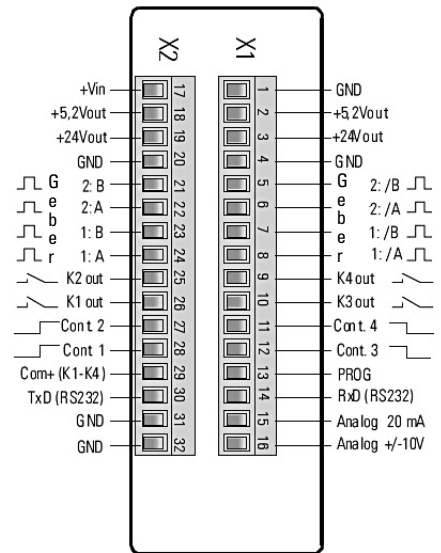 X2 X1
+Vin 17 1 GND
+5,2Vout 18 2 +5,2Vout
+24Vout 19 3 +24Vout
GND 20 4 GND
G 2: B 21 5 G 2: /B
e 2: A 22 6 e 2: /A
b 1: B 23 7 b 1: /B
e
e
r 1: A 24 8 r 1: /A
K2 out 25 9 K4 out
K1 out 26 10 K3 out
Cont. 2 27 11 Cont. 4
Cont 1 28 12 Cont. 3
Com+ (K1-K4) 29 13 PROG
TxD (RS232) 30 14 RxD (RS232)
GND 31 15 Analog 20 mA
GND 32 16 Analog +/-10V